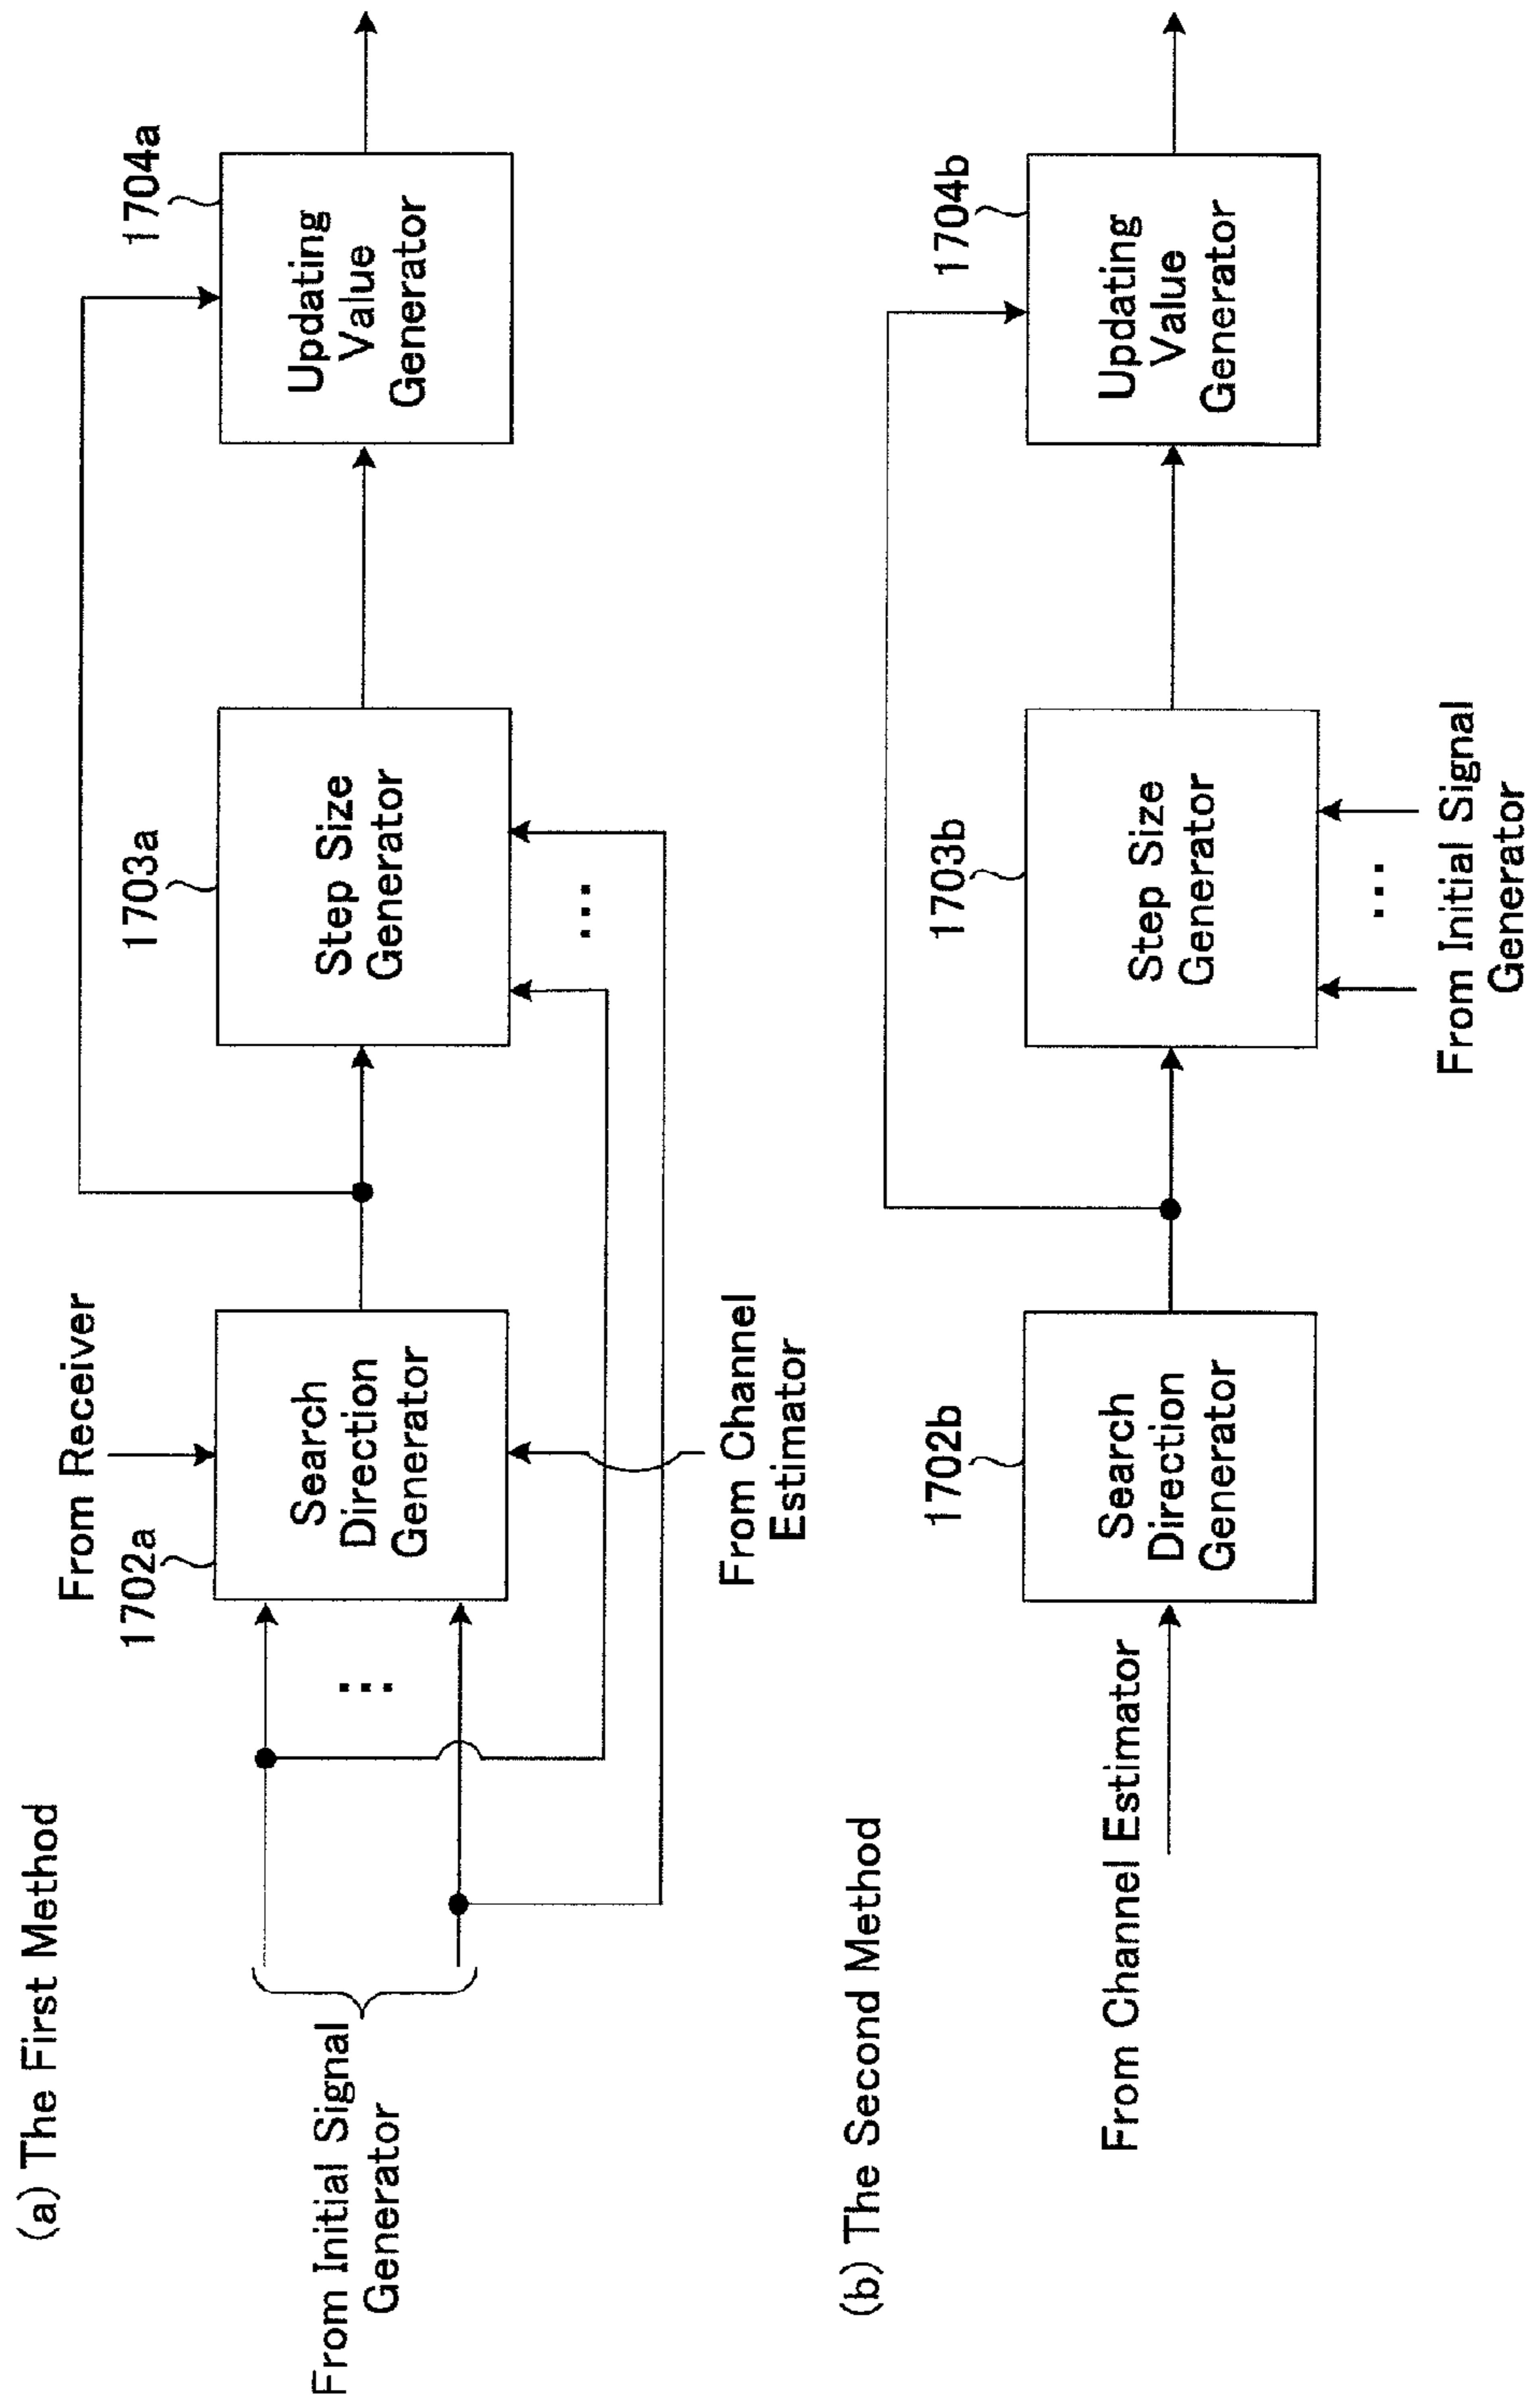 (a) The First Method
From Initial Signal
Generator
...
From Receiver
1702a
Search
Direction
Generator
From Channel
Estimator
1703a
Step Size
Generator
...
1704a
Updating
Value
Generator
(b) The Second Method
From Channel Estimator
1702b
Search
Direction
Generator
1703b
Step Size
Generator
...
From Initial Signal
Generator
1704b
Updating
Value
Generator